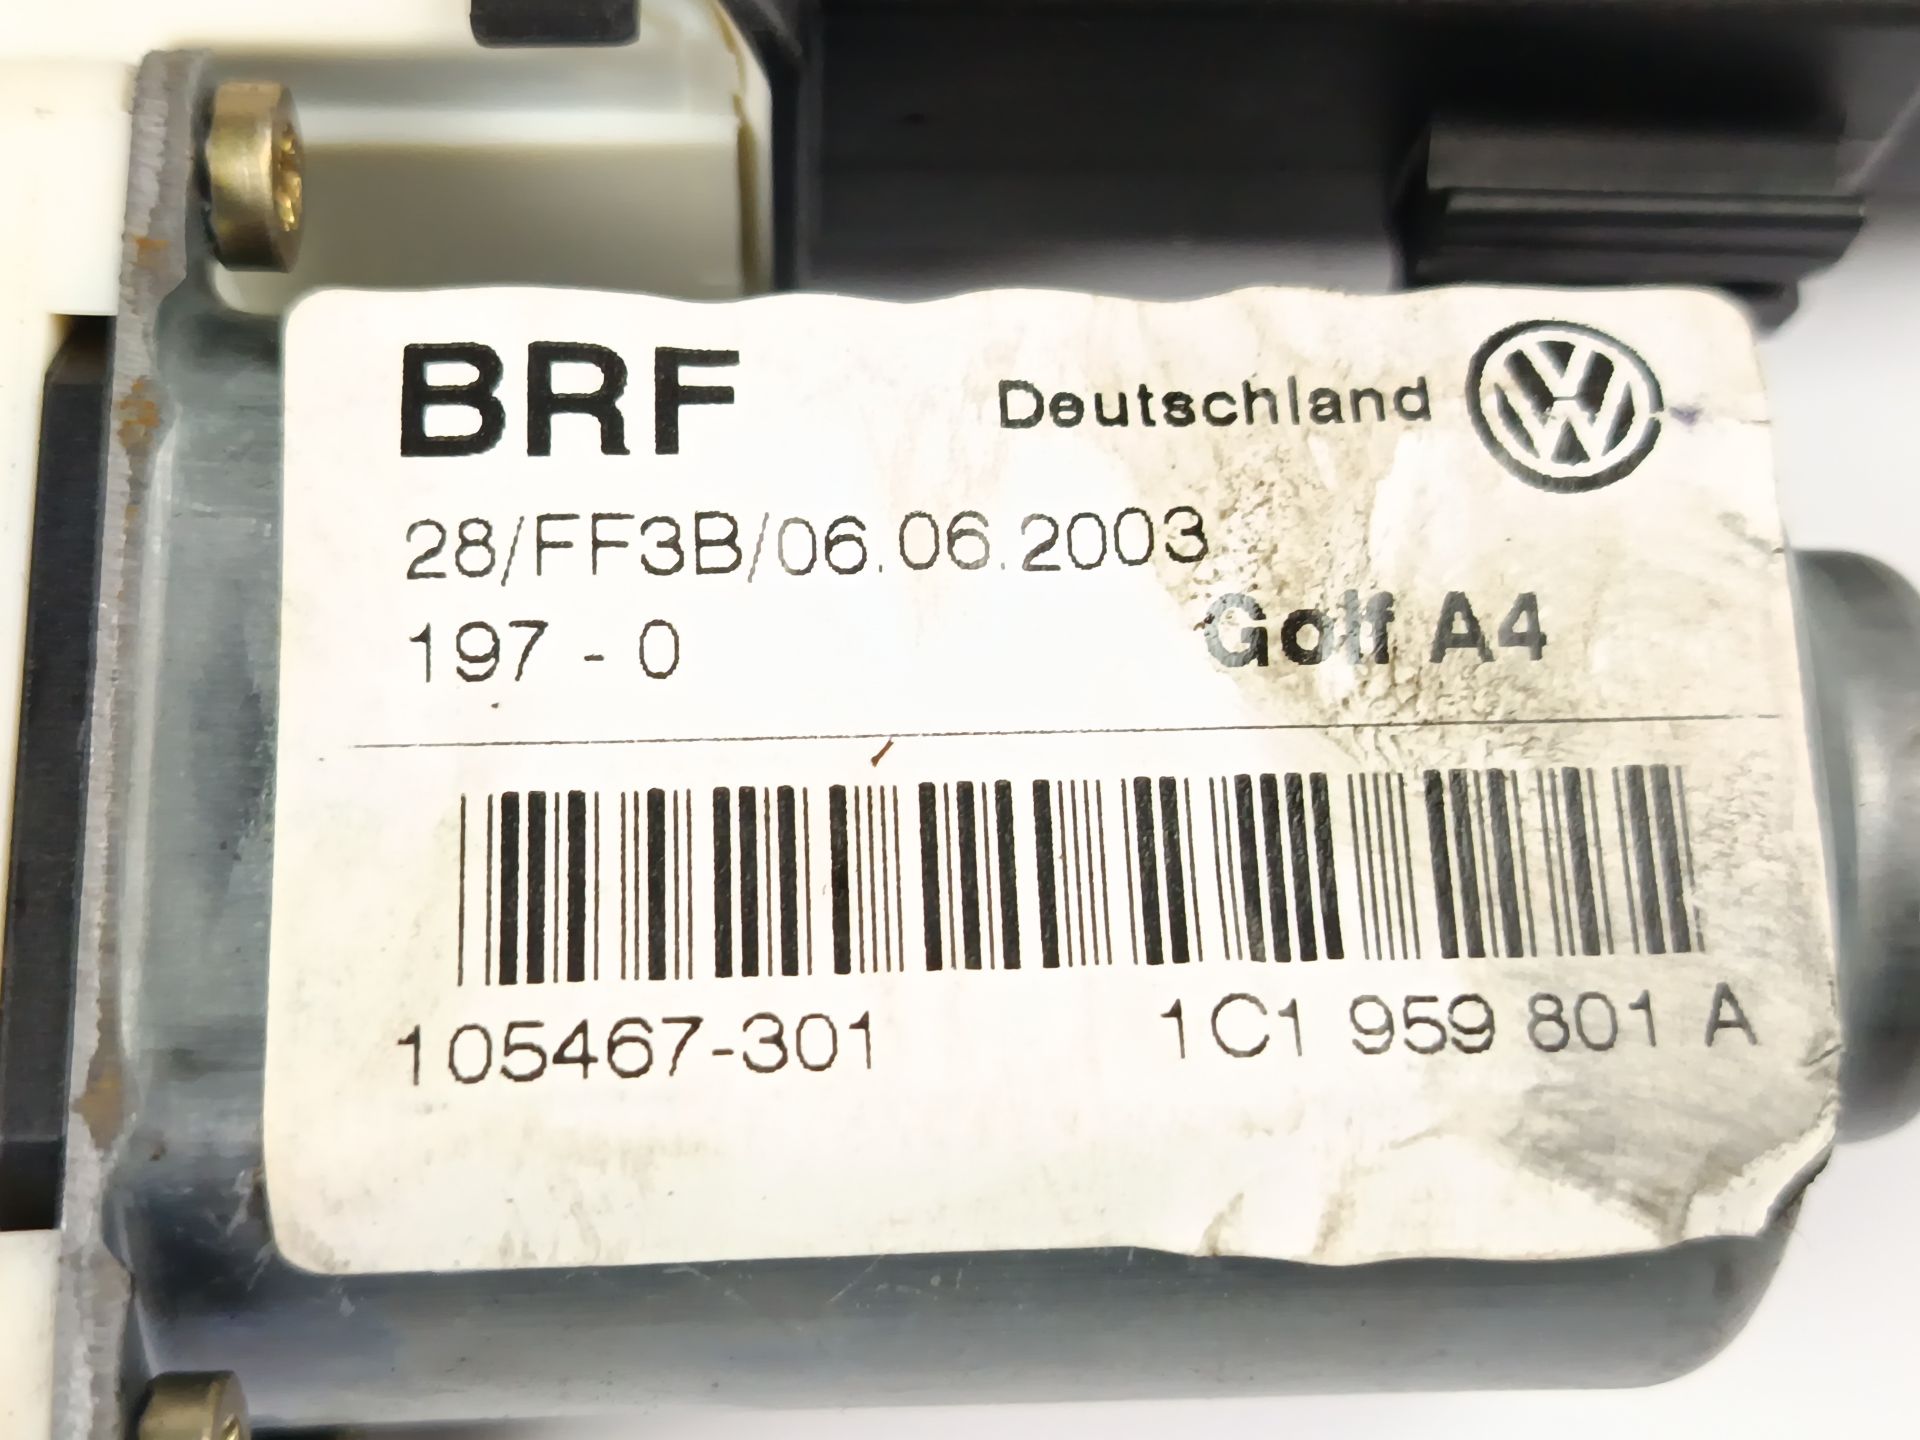 BRF
Deutschland
28/FF3B/06.06.2003
197 - 0
Golf A4
105467-301
1C1 959 801 A